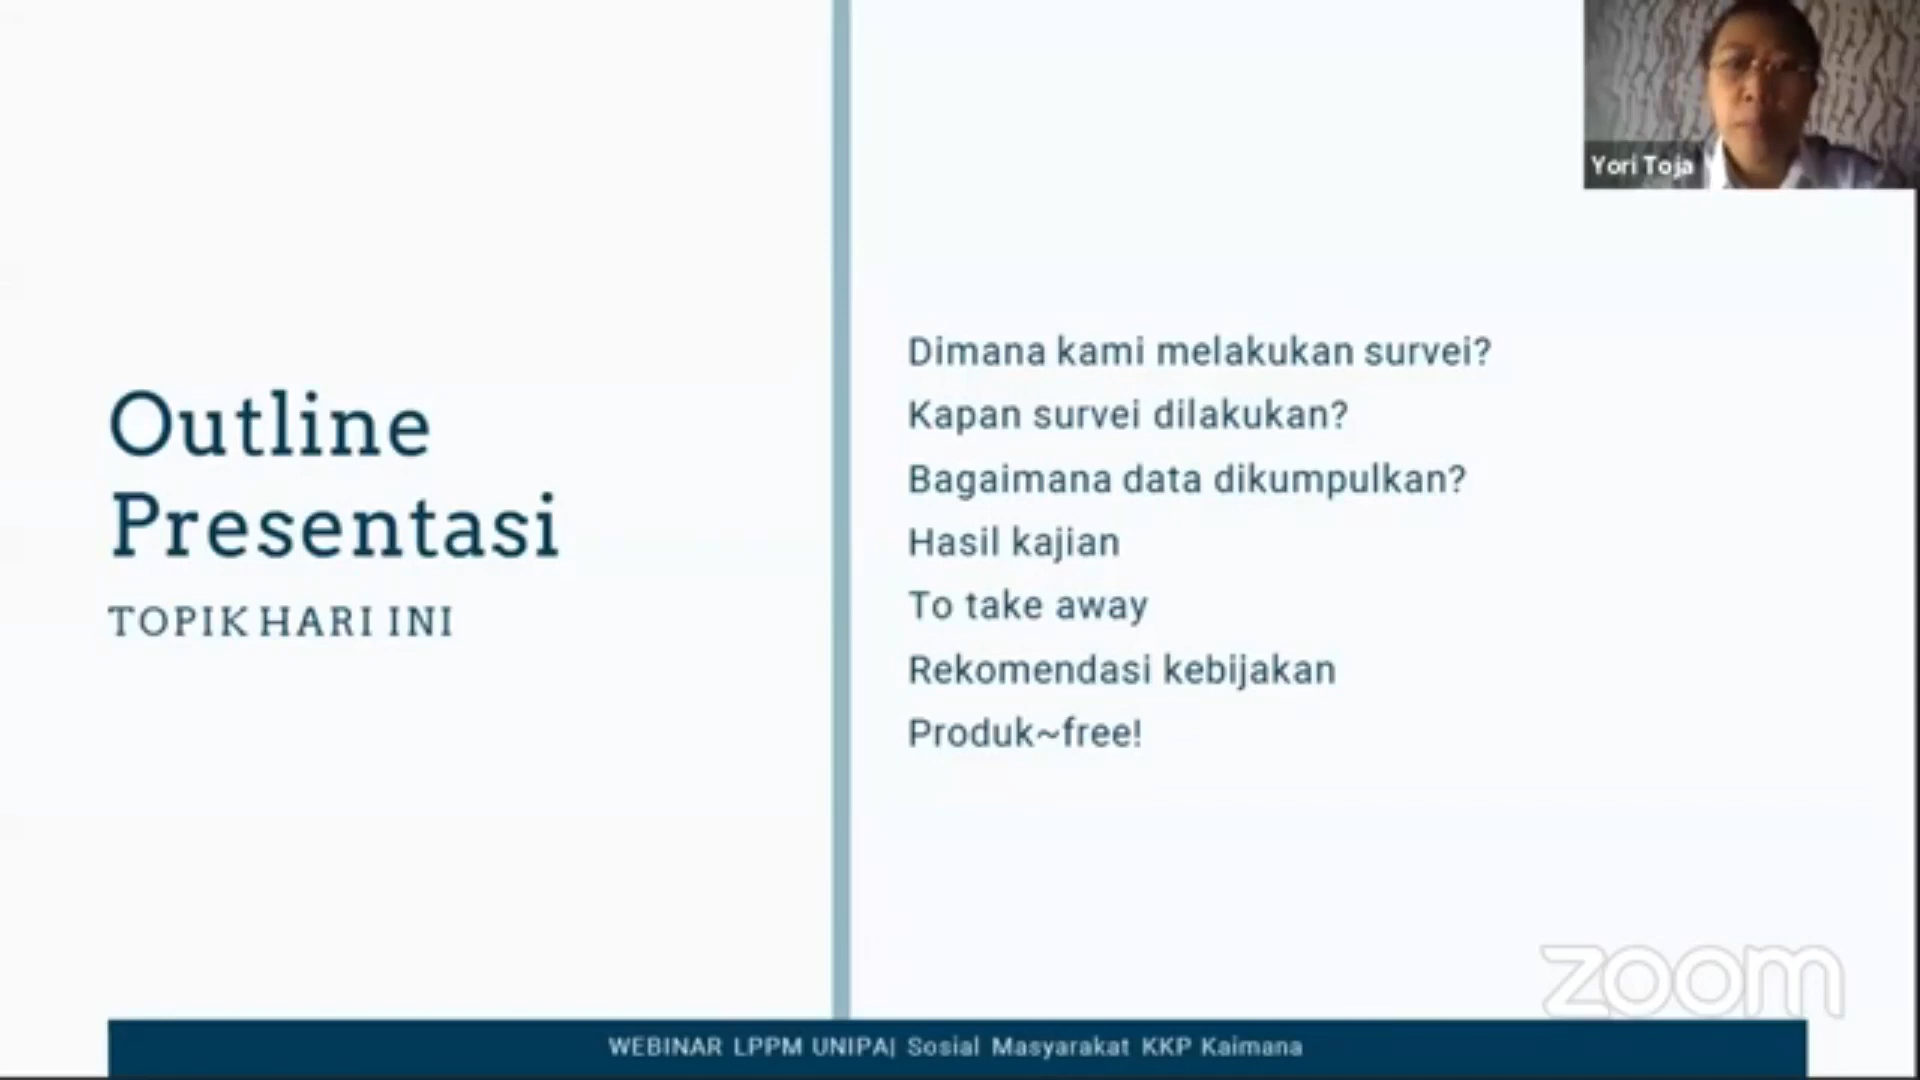 Yori Toja
Outline
Presentasi
TOPIK HARI INI
Dimana kami melakukan survei?
Kapan survei dilakukan?
Bagaimana data dikumpulkan?
Hasil kajian
To take away
Rekomendasi kebijakan
Produk~free!
zoom
WEBINAR LPPM UNIPA| Sosial Masyarakat KKP Kaimana